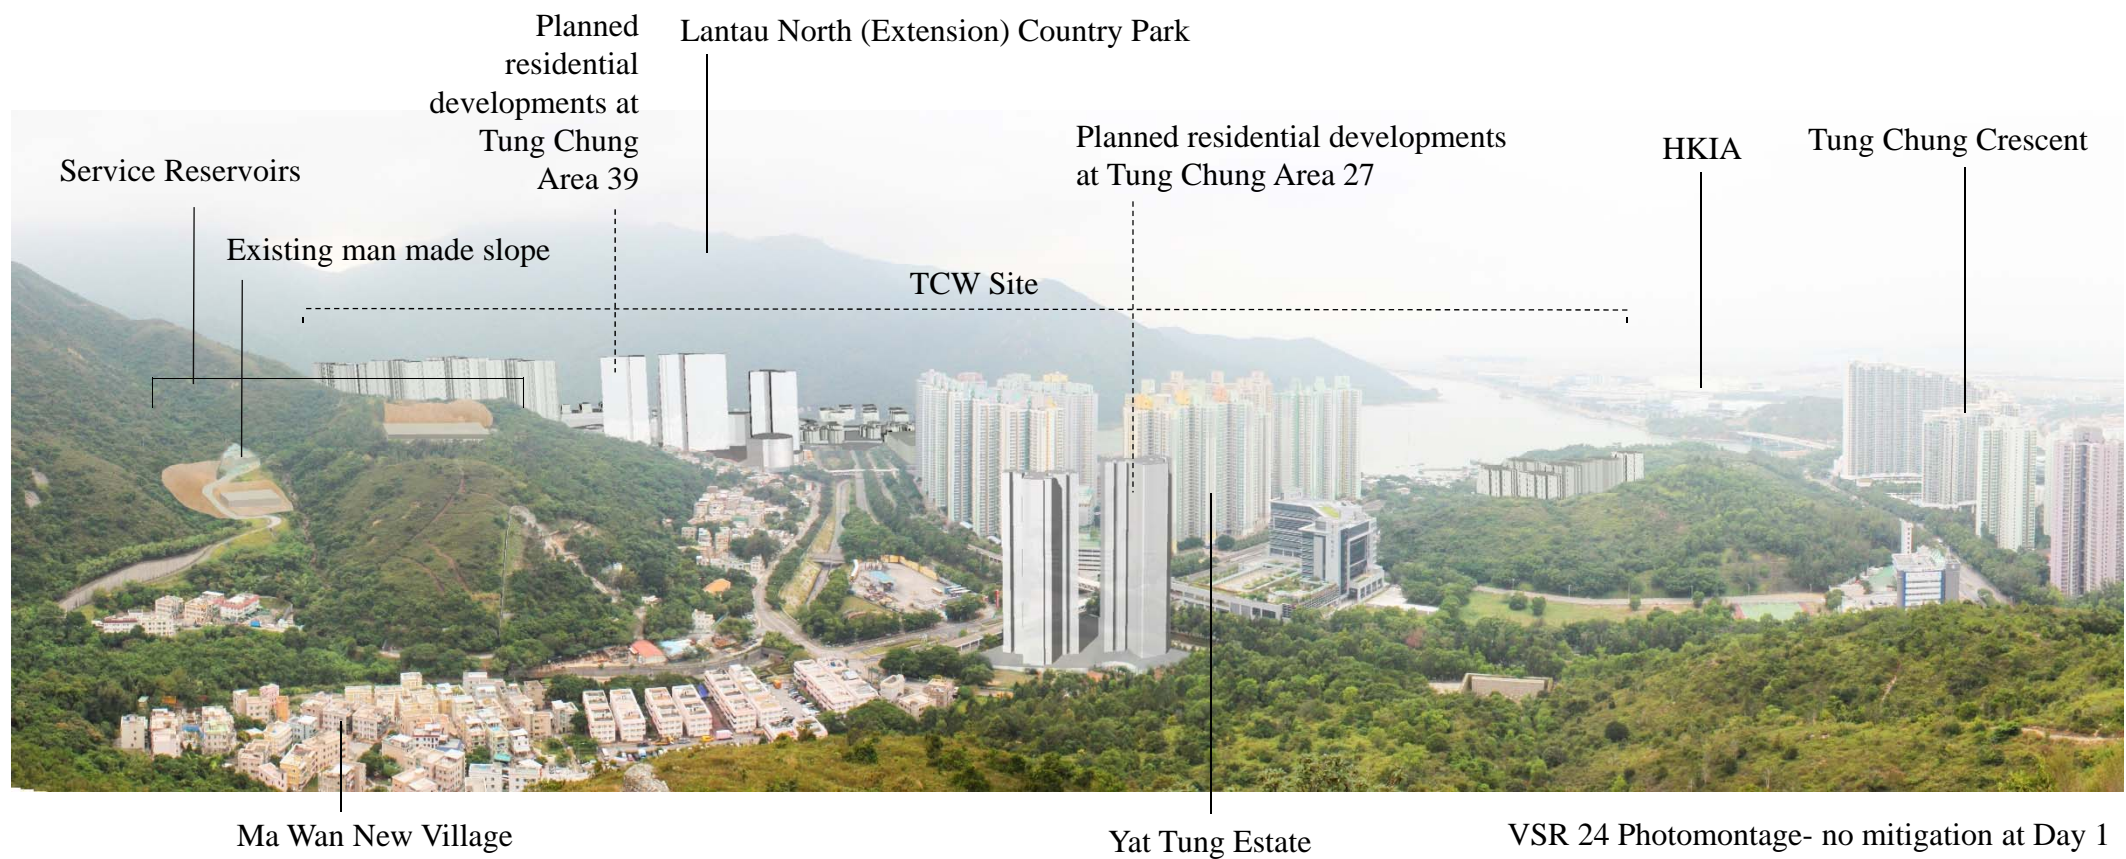 Planned
residential
developments at
Tung Chung
Area 39
Lantau North (Extension) Country Park
Planned residential developments
at Tung Chung Area 27
HKIA
Tung Chung Crescent
Service Reservoirs
Existing man made slope
TCW Site
Ma Wan New Village
Yat Tung Estate
VSR 24 Photomontage- no mitigation at Day 1